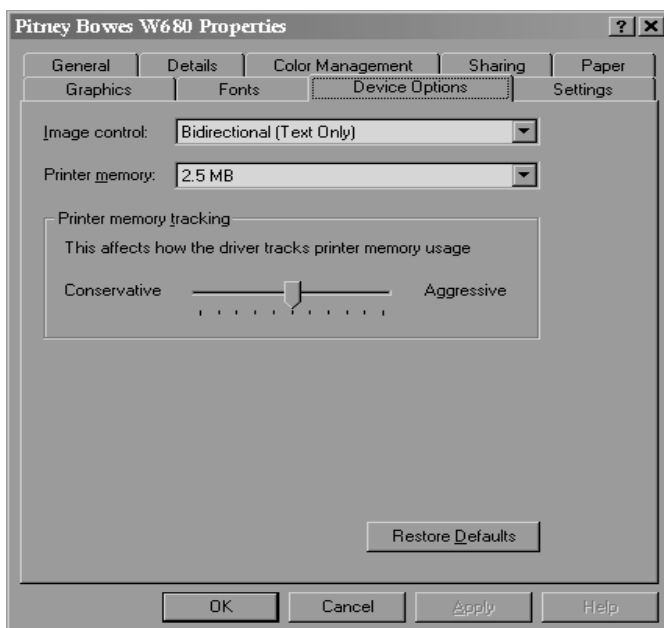 Pitney Bowes W680 Properties
General Details Color Management Sharing Paper
Graphics Fonts Device Options Settings
Image control: Bidirectional (Text Only)
Printer memory: 2.5 MB
Printer memory tracking
This affects how the driver tracks printer memory usage
Conservative Aggressive
Restore Defaults
OK Cancel Apply Help